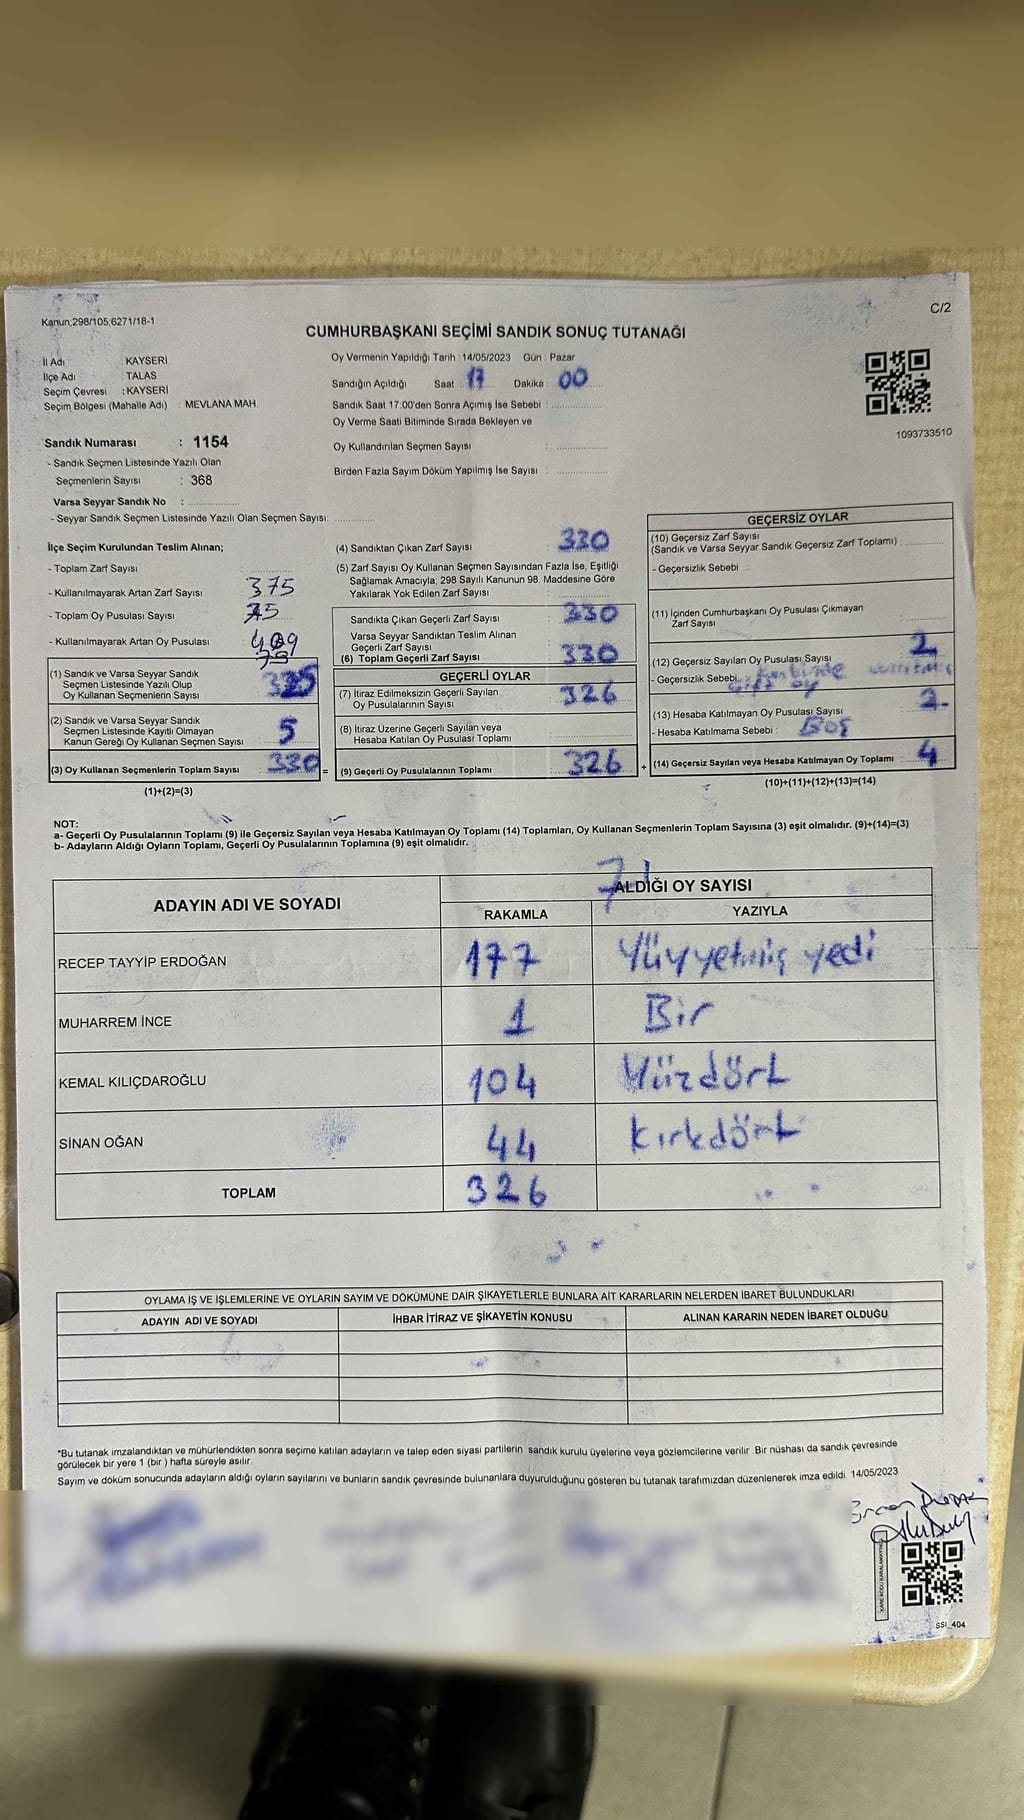 Kanun;298/105;6271/18-1
C/2
CUMHURBAŞKANI SEÇİMİ SANDIK SONUÇ TUTANAĞI
İl Adı KAYSERİ
İlçe Adı TALAS
Seçim Çevresi : KAYSERİ
Seçim Bölgesi (Mahalle Adı) : MEVLANA MAH.
Sandık Numarası : 1154
- Sandık Seçmen Listesinde Yazılı Olan
Seçmenlerin Sayısı : 368
Varsa Seyyar Sandık No :
- Seyyar Sandık Seçmen Listesinde Yazılı Olan Seçmen Sayısı:
Oy Vermenin Yapıldığı Tarih : 14/05/2023 Gün : Pazar
Sandığın Açıldığı Saat 17 Dakika : 00
Sandık Saat 17:00'den Sonra Açımış İse Sebebi :
Oy Verme Saati Bitiminde Sırada Bekleyen ve
Oy Kullandırılan Seçmen Sayısı :
Birden Fazla Sayım Döküm Yapılmış İse Sayısı :
1093733510
İlçe Seçim Kurulundan Teslim Alınan;
- Toplam Zarf Sayısı
- Kullanılmayarak Artan Zarf Sayısı 375
- Toplam Oy Pusulası Sayısı
- Kullanılmayarak Artan Oy Pusulası
(1) Sandık ve Varsa Seyyar Sandık
Seçmen Listesinde Yazılı Olup
Oy Kullanan Seçmenlerin Sayısı 325
(2) Sandık ve Varsa Seyyar Sandık
Seçmen Listesinde Kayıtlı Olmayan
Kanun Gereği Oy Kullanan Seçmen Sayısı 5
(3) Oy Kullanan Seçmenlerin Toplam Sayısı : 330 =
(1)+(2)=(3)
(4) Sandıktan Çıkan Zarf Sayısı : 330
(5) Zarf Sayısı Oy Kullanan Seçmen Sayısından Fazla İse, Eşitliği
Sağlamak Amacıyla, 298 Sayılı Kanunun 98. Maddesine Göre
Yakılarak Yok Edilen Zarf Sayısı :
Sandıkta Çıkan Geçerli Zarf Sayısı : 330
Varsa Seyyar Sandıktan Teslim Alınan
Geçerli Zarf Sayısı
(6) Toplam Geçerli Zarf Sayısı : 330
GEÇERLİ OYLAR
(7) İtiraz Edilmeksizin Geçerli Sayılan
Oy Pusulalarının Sayısı : 326
(8) İtiraz Üzerine Geçerli Sayılan veya
Hesaba Katılan Oy Pusulası Toplamı :
(9) Geçerli Oy Pusulalarının Toplamı : 326 +
GEÇERSİZ OYLAR
(10) Geçersiz Zarf Sayısı
(Sandık ve Varsa Seyyar Sandık Geçersiz Zarf Toplamı) :
- Geçersizlik Sebebi :
(11) İçinden Cumhurbaşkanı Oy Pusulası Çıkmayan
Zarf Sayısı
(12) Geçersiz Sayılan Oy Pusulası Sayısı : 2
- Geçersizlik Sebebi : Çift oy
(13) Hesaba Katılmayan Oy Pusulası Sayısı : 2
- Hesaba Katılmama Sebebi : Boş
(14) Geçersiz Sayılan veya Hesaba Katılmayan Oy Toplamı : 4
(10)+(11)+(12)+(13)=(14)
NOT:
a- Geçerli Oy Pusulalarının Toplamı (9) ile Geçersiz Sayılan veya Hesaba Katılmayan Oy Toplamı (14) Toplamları, Oy Kullanan Seçmenlerin Toplam Sayısına (3) eşit olmalıdır. (9)+(14)=(3)
b- Adayların Aldığı Oyların Toplamı, Geçerli Oy Pusulalarının Toplamına (9) eşit olmalıdır.
ADAYIN ADI VE SOYADI ALDIĞI OY SAYISI
RAKAMLA YAZIYLA
RECEP TAYYİP ERDOĞAN 177 Yüzyetmiş yedi
MUHARREM İNCE 1 Bir
KEMAL KILIÇDAROĞLU 104 Yüzdört
SİNAN OĞAN 44 Kırkdört
TOPLAM 326
OYLAMA İŞ VE İŞLEMLERİNE VE OYLARIN SAYIM VE DÖKÜMÜNE DAİR ŞİKAYETLERLE BUNLARA AİT KARARLARIN NELERDEN İBARET BULUNDUKLARI
ADAYIN ADI VE SOYADI İHBAR İTİRAZ VE ŞİKAYETİN KONUSU ALINAN KARARIN NEDEN İBARET OLDUĞU
*Bu tutanak imzalandıktan ve mühürlendikten sonra seçime katılan adayların ve talep eden siyasi partilerin sandık kurulu üyelerine veya gözlemcilerine verilir. Bir nüshası da sandık çevresinde
görülecek bir yere 1 (bir ) hafta süreyle asılır.
Sayım ve döküm sonucunda adayların aldığı oyların sayılarını ve bunların sandık çevresinde bulunanlara duyurulduğunu gösteren bu tutanak tarafımızdan düzenlenerek imza edildi. 14/05/2023
SSI_404